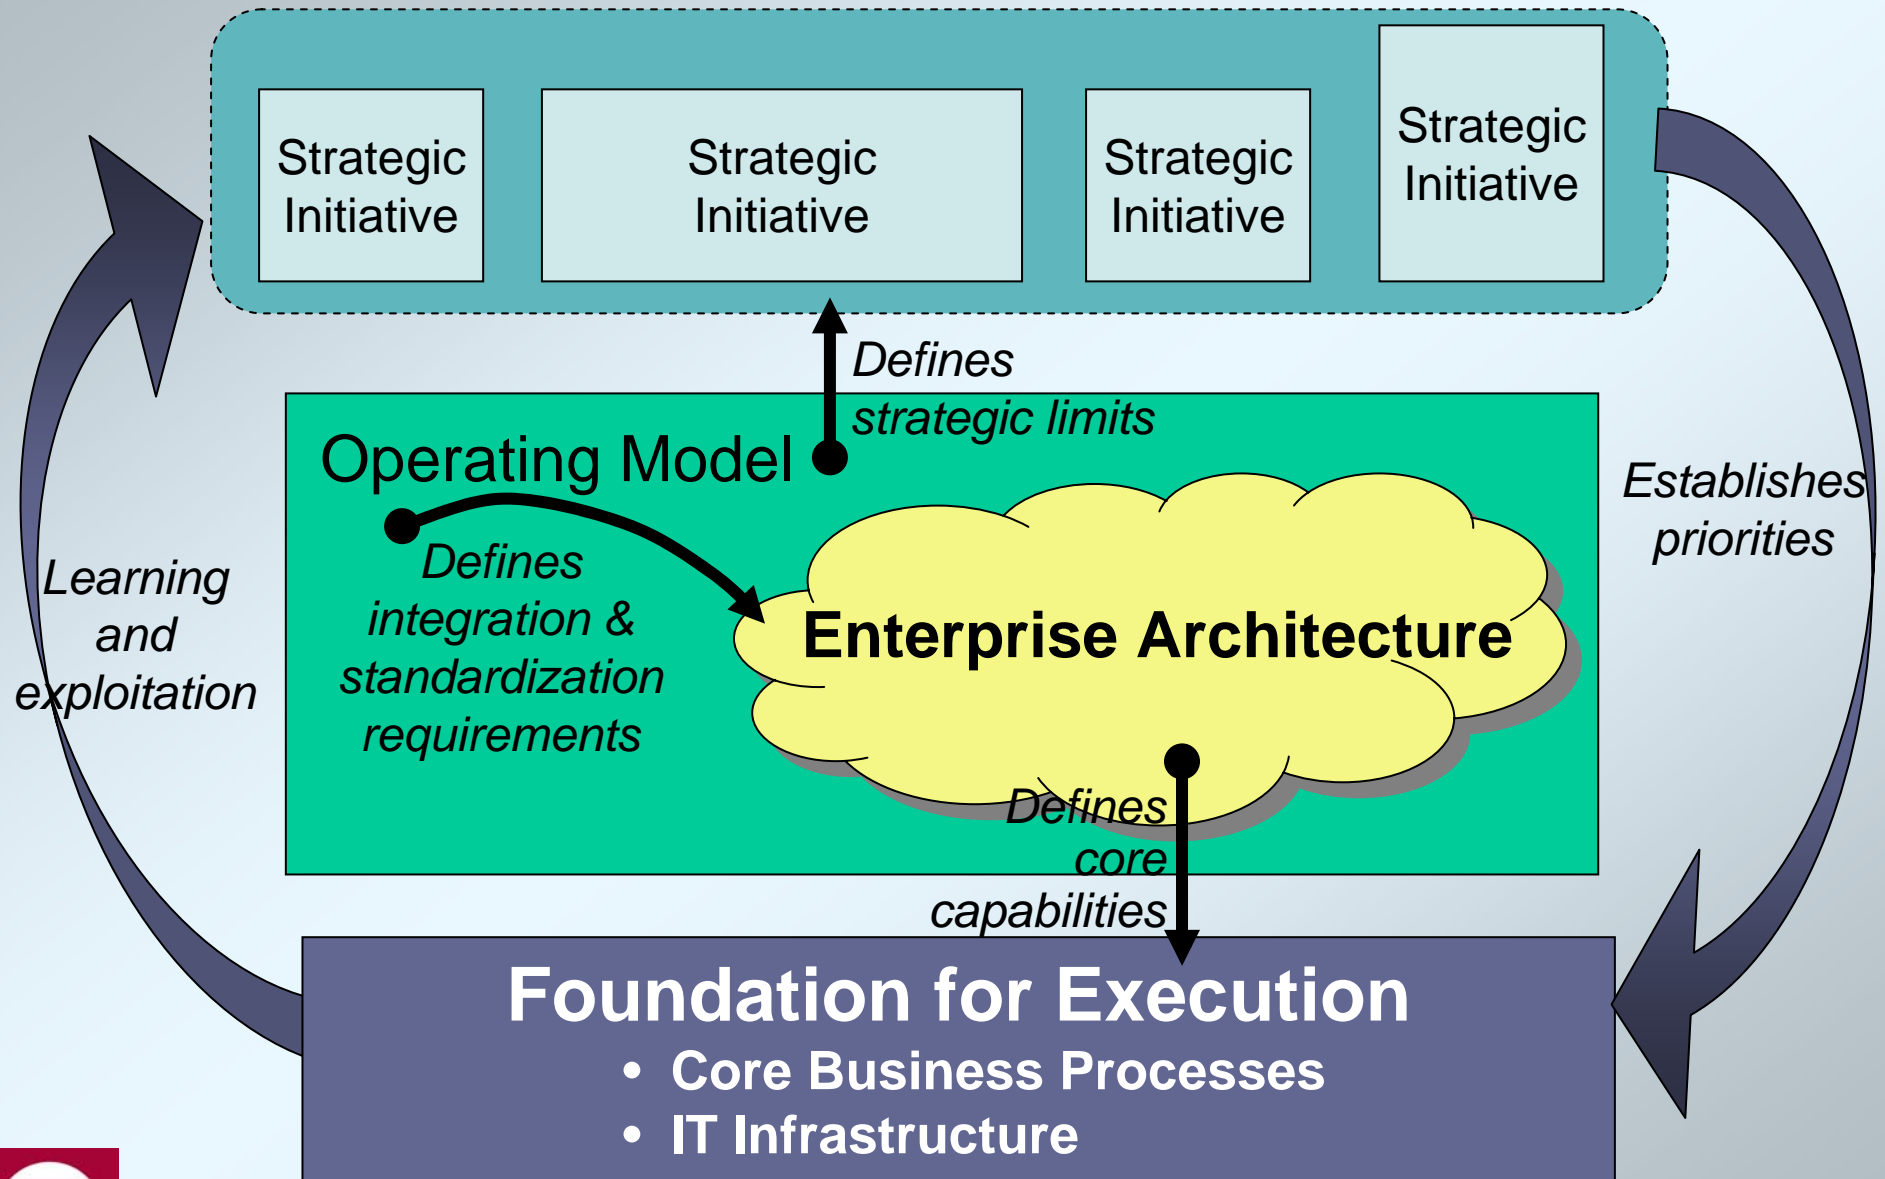 Strategic
Initiative
Strategic
Initiative
Strategic
Initiative
Strategic
Initiative
Defines
strategic limits
Operating Model
Establishes
priorities
Defines
integration &
standardization
requirements
Learning
and
exploitation
Enterprise Architecture
Defines
core
capabilities
Foundation for Execution
• Core Business Processes
• IT Infrastructure